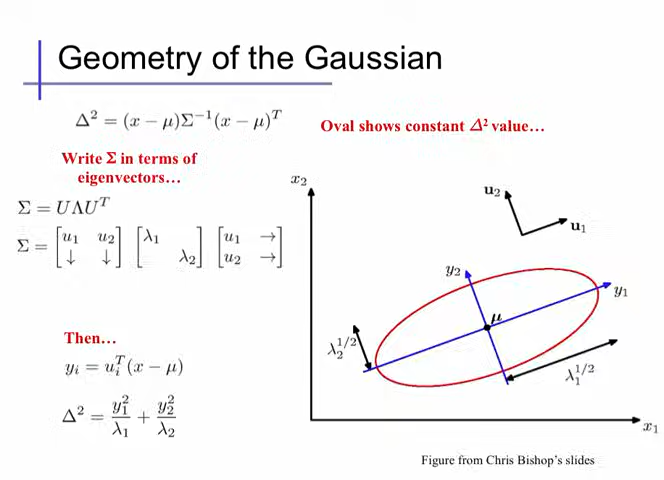 Geometry of the Gaussian
Δ² = (x − μ)Σ⁻¹(x − μ)ᵀ
Oval shows constant Δ² value…
Write Σ in terms of
eigenvectors…
Σ = UΛUᵀ
Σ = [u₁ u₂ ↓ ↓] [λ₁ λ₂] [u₁ → u₂ →]
Then…
yᵢ = uᵢᵀ(x − μ)
Δ² = y₁²/λ₁ + y₂²/λ₂
x₂
u₂
u₁
y₂
y₁
μ
λ₂^1/2
λ₁^1/2
x₁
Figure from Chris Bishop's slides